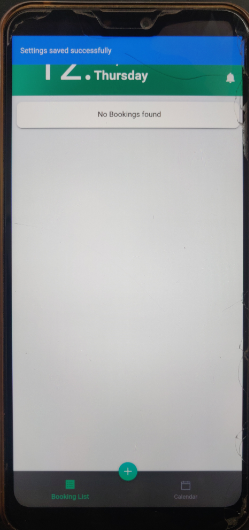 Settings saved successfully
12.
Thursday
No Bookings found
Booking List
Calendar